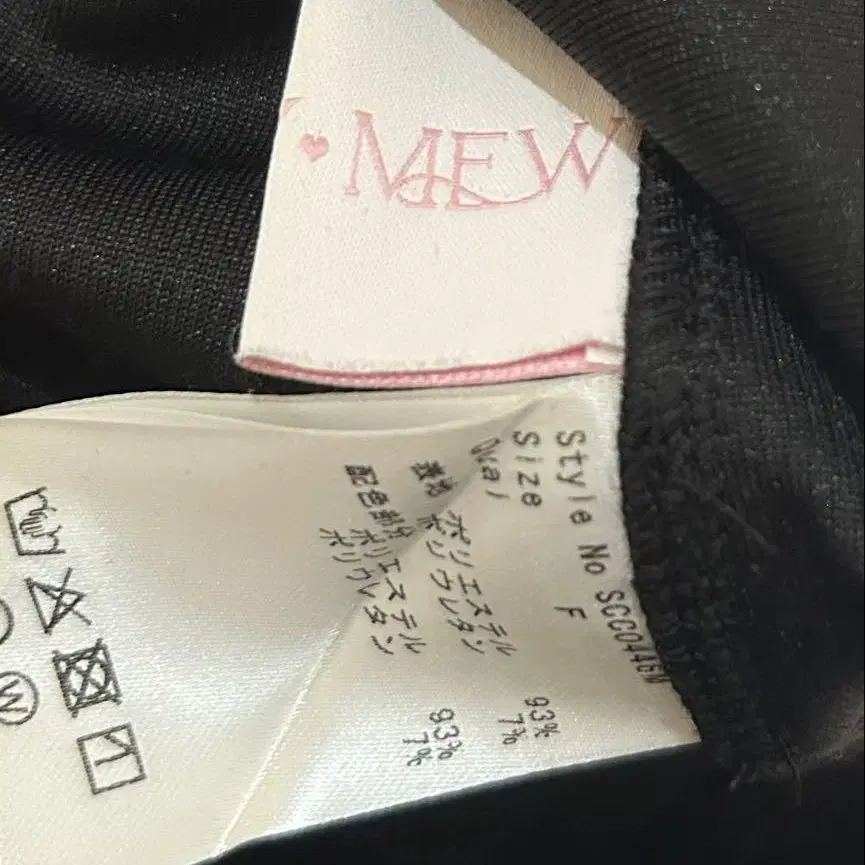 MEW
Style No SCC0446M
Size F
Qual
表地 ポリエステル 93%
ポリウレタン 7%
配色部分
ポリエステル 93%
ポリウレタン 7%
W